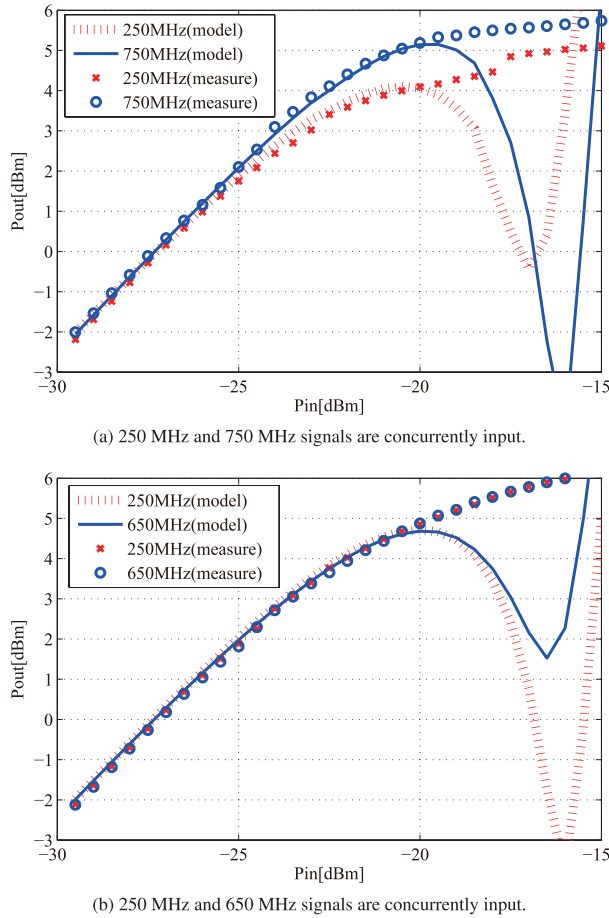 6
5
4
3
2
1
0
−1
−2
−3
Pout[dBm]
250MHz(model)
750MHz(model)
250MHz(measure)
750MHz(measure)
−30
−25
−20
−15
Pin[dBm]
(a) 250 MHz and 750 MHz signals are concurrently input.
6
5
4
3
2
1
0
−1
−2
−3
Pout[dBm]
250MHz(model)
650MHz(model)
250MHz(measure)
650MHz(measure)
−30
−25
−20
−15
Pin[dBm]
(b) 250 MHz and 650 MHz signals are concurrently input.